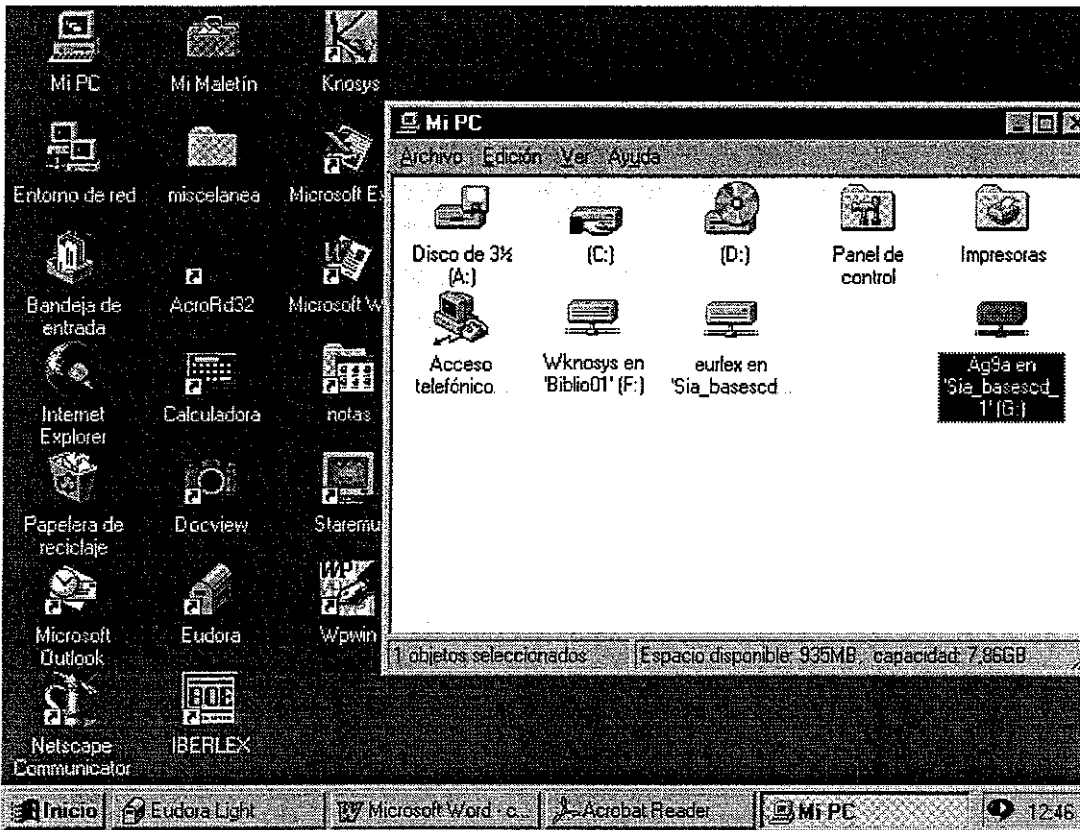 Mi PC
Mi Maletín
Knosys
Entorno de red
miscelanea
Microsoft Ex
Bandeja de
entrada
AcroRd32
Microsoft W
Internet
Explorer
Calculadora
notas
Papelera de
reciclaje
Docview
Staremu
Microsoft
Outlook
Eudora
WP
Wpwin
Netscape
Communicator
BOE
IBERLEX
Mi PC
Archivo Edición Ver Ayuda
Disco de 3½
(A:)
(C:)
(D:)
Panel de
control
Impresoras
Acceso
telefónico...
Wknosys en
'Biblio01' (F:)
eurlex en
'Sia_basescd...
Ag9a en
'Sia_basescd_
1' (G:)
1 objetos seleccionados
Espacio disponible: 935MB, capacidad: 7,86GB
Inicio
Eudora Light
Microsoft Word - c...
Acrobat Reader
Mi PC
12:46